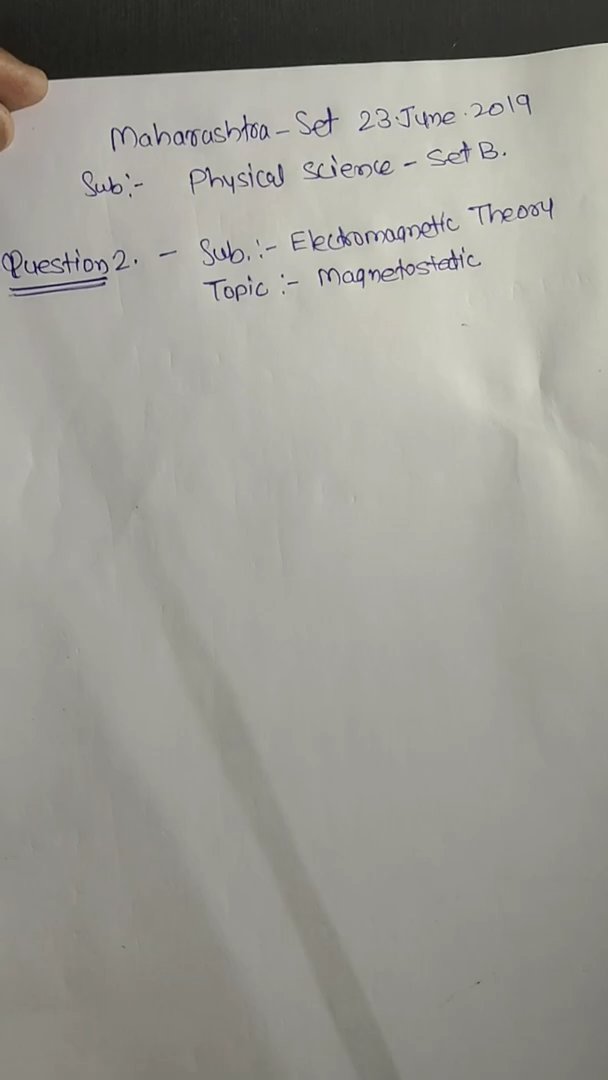 Maharashtra - Set 23.June.2019
Sub:- Physical Science - Set B.
Question 2. - Sub.:- Electromagnetic Theory
Topic :- Magnetostatic